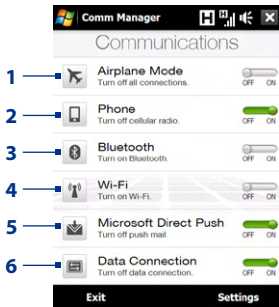 Comm Manager H H
Communications
1 Airplane Mode
Turn off all connections. OFF ON
2 Phone
Turn off cellular radio. OFF ON
3 Bluetooth
Turn on Bluetooth. OFF ON
4 Wi-Fi
Turn on Wi-Fi. OFF ON
5 Microsoft Direct Push
Turn off push mail. OFF ON
6 Data Connection
Turn off data connection. OFF ON
Exit Settings